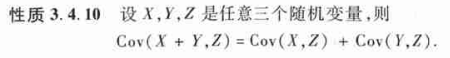 性质 3.4.10 设 X,Y,Z 是任意三个随机变量,则
Cov(X + Y,Z) = Cov(X,Z) + Cov(Y,Z).